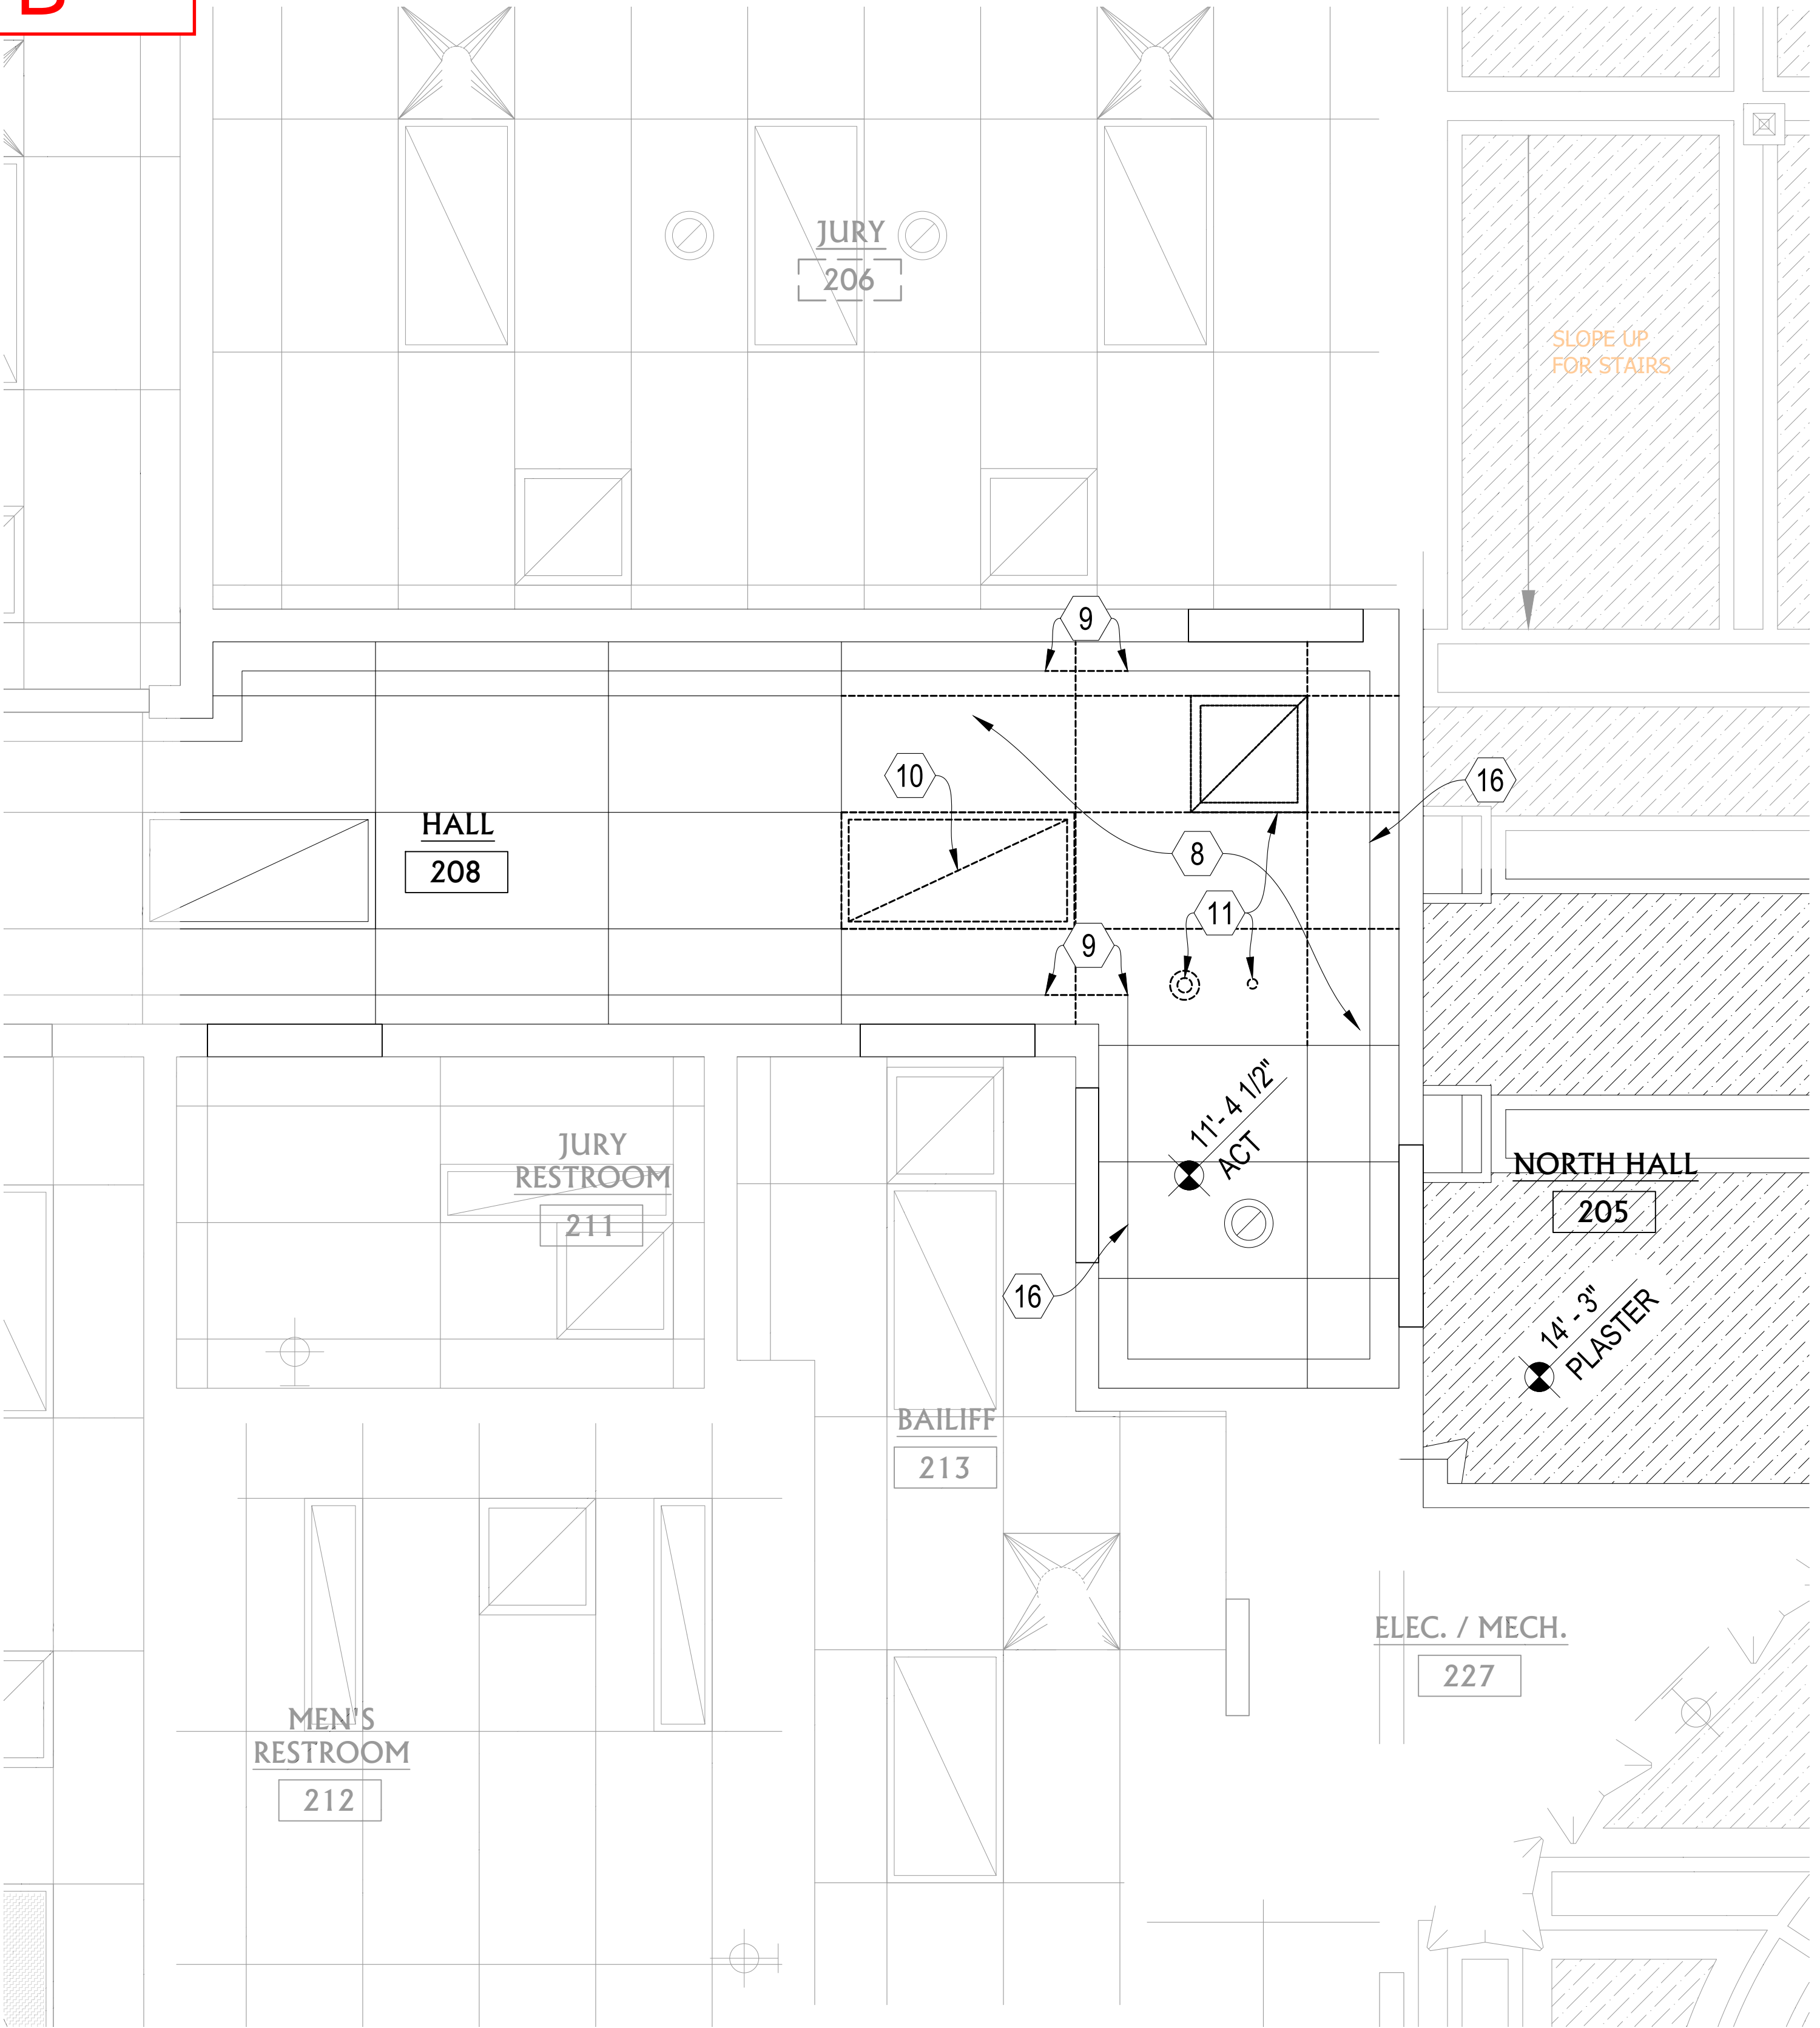 B
JURY
206
SLOPE UP
FOR STAIRS
9
10
16
HALL
208
8
11
9
11'- 4 1/2"
ACT
JURY
RESTROOM
211
NORTH HALL
205
16
14' - 3"
PLASTER
BAILIFF
213
ELEC. / MECH.
227
MEN'S
RESTROOM
212